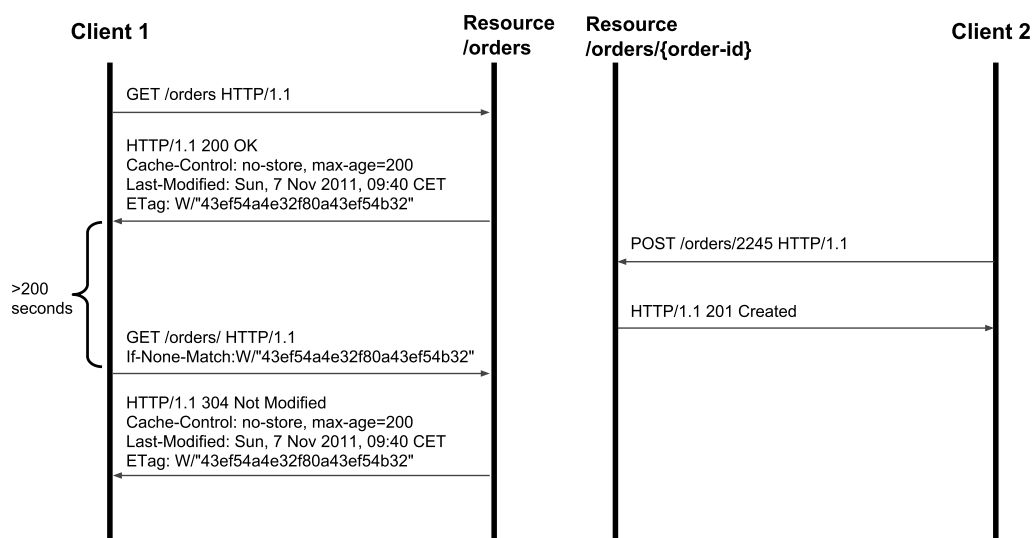 Client 1
Resource
/orders
Resource
/orders/{order-id}
Client 2
GET /orders HTTP/1.1
HTTP/1.1 200 OK
Cache-Control: no-store, max-age=200
Last-Modified: Sun, 7 Nov 2011, 09:40 CET
ETag: W/"43ef54a4e32f80a43ef54b32"
POST /orders/2245 HTTP/1.1
>200
seconds
HTTP/1.1 201 Created
GET /orders/ HTTP/1.1
If-None-Match:W/"43ef54a4e32f80a43ef54b32"
HTTP/1.1 304 Not Modified
Cache-Control: no-store, max-age=200
Last-Modified: Sun, 7 Nov 2011, 09:40 CET
ETag: W/"43ef54a4e32f80a43ef54b32"